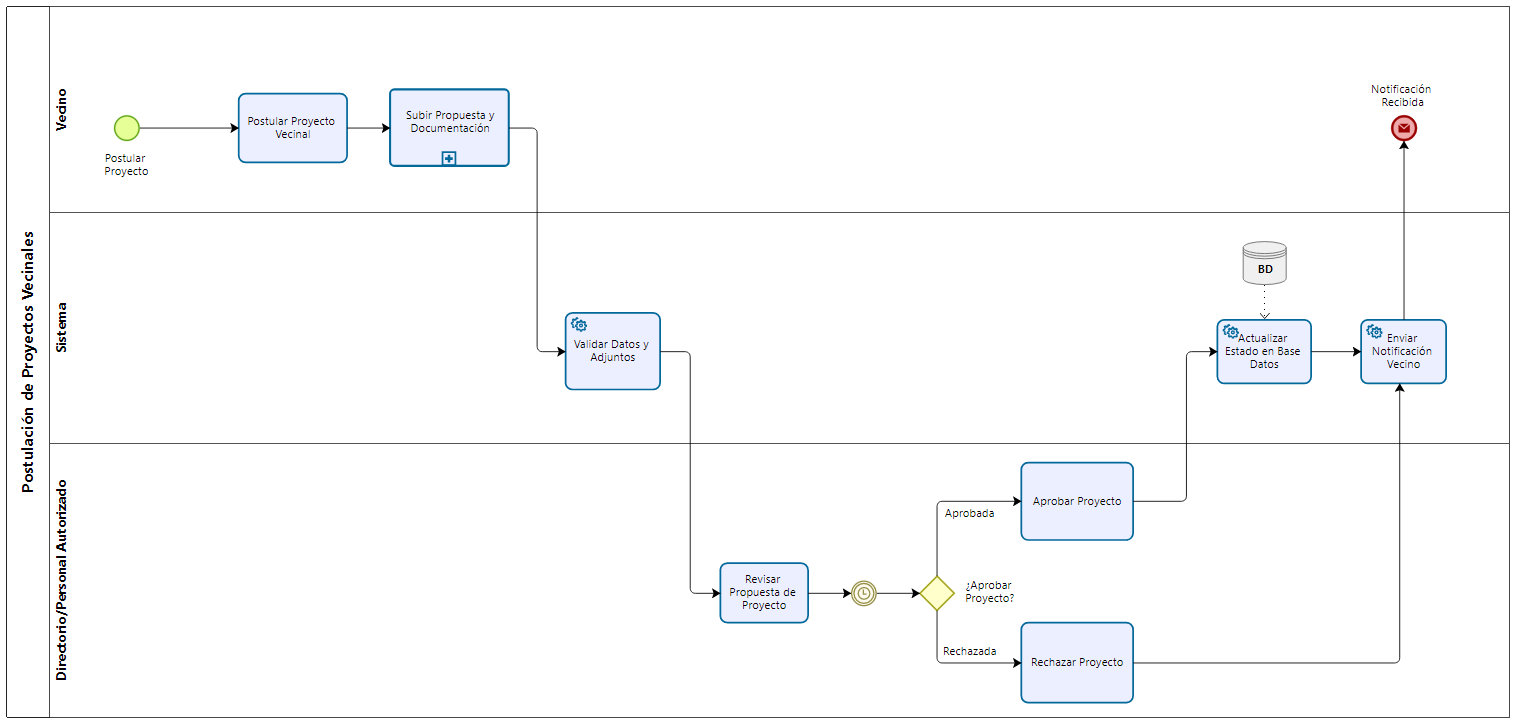 Postulación de Proyectos Vecinales
Vecino
Postular
Proyecto
Postular Proyecto
Vecinal
Subir Propuesta y
Documentación
Notificación
Recibida
Sistema
Validar Datos y
Adjuntos
BD
Actualizar
Estado en Base
Datos
Enviar
Notificación
Vecino
Directorio/Personal Autorizado
Revisar
Propuesta de
Proyecto
¿Aprobar
Proyecto?
Aprobada
Aprobar Proyecto
Rechazada
Rechazar Proyecto